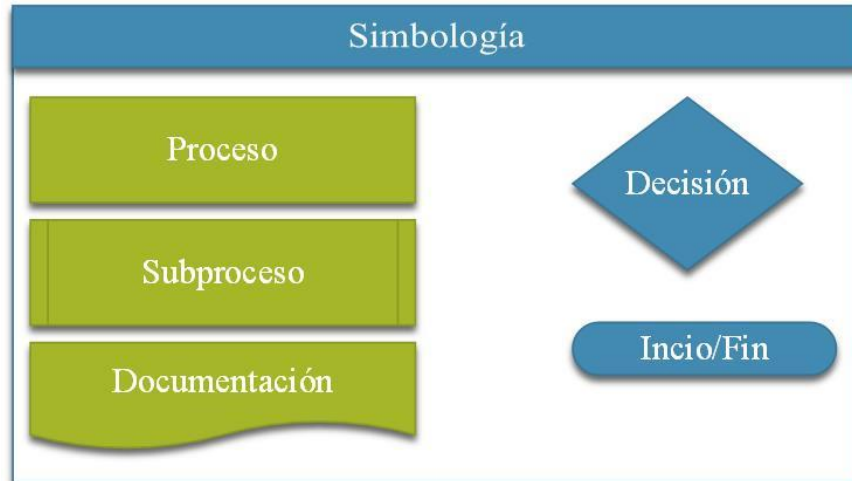 Simbología
Proceso
Decisión
Subproceso
Incio/Fin
Documentación